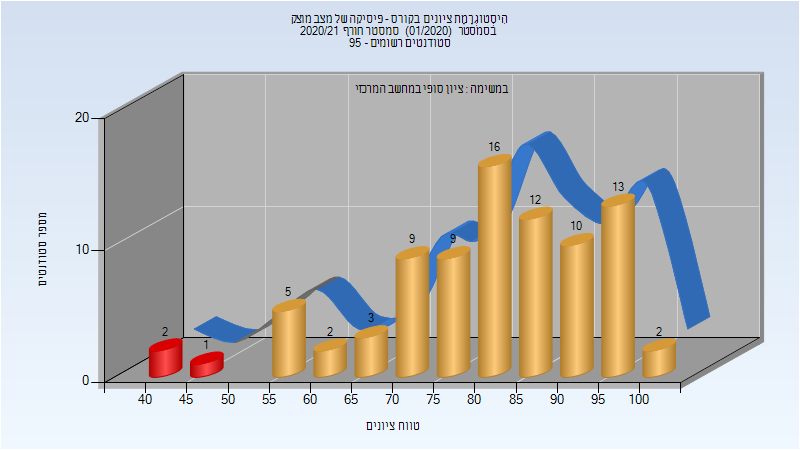 היסטוגרמת ציונים בקורס - פיסיקה של מצב מוצק
בסמסטר (01/2020) סמסטר חורף 2020/21
סטודנטים רשומים - 95
במשימה : ציון סופי במחשב המרכזי
מספר סטודנטים
20
10
0
2
1
5
2
3
9
9
16
12
10
13
2
40 45 50 55 60 65 70 75 80 85 90 95 100
טווח ציונים